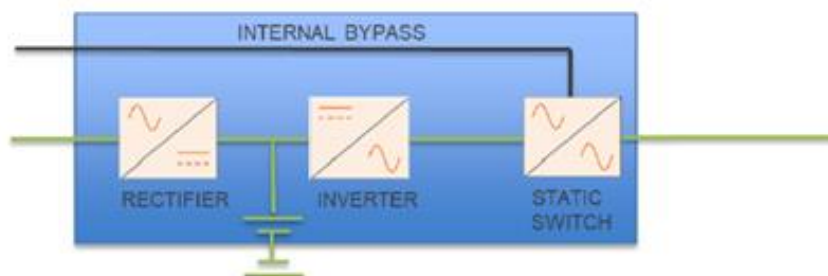 INTERNAL BYPASS
RECTIFIER
INVERTER
STATIC
SWITCH